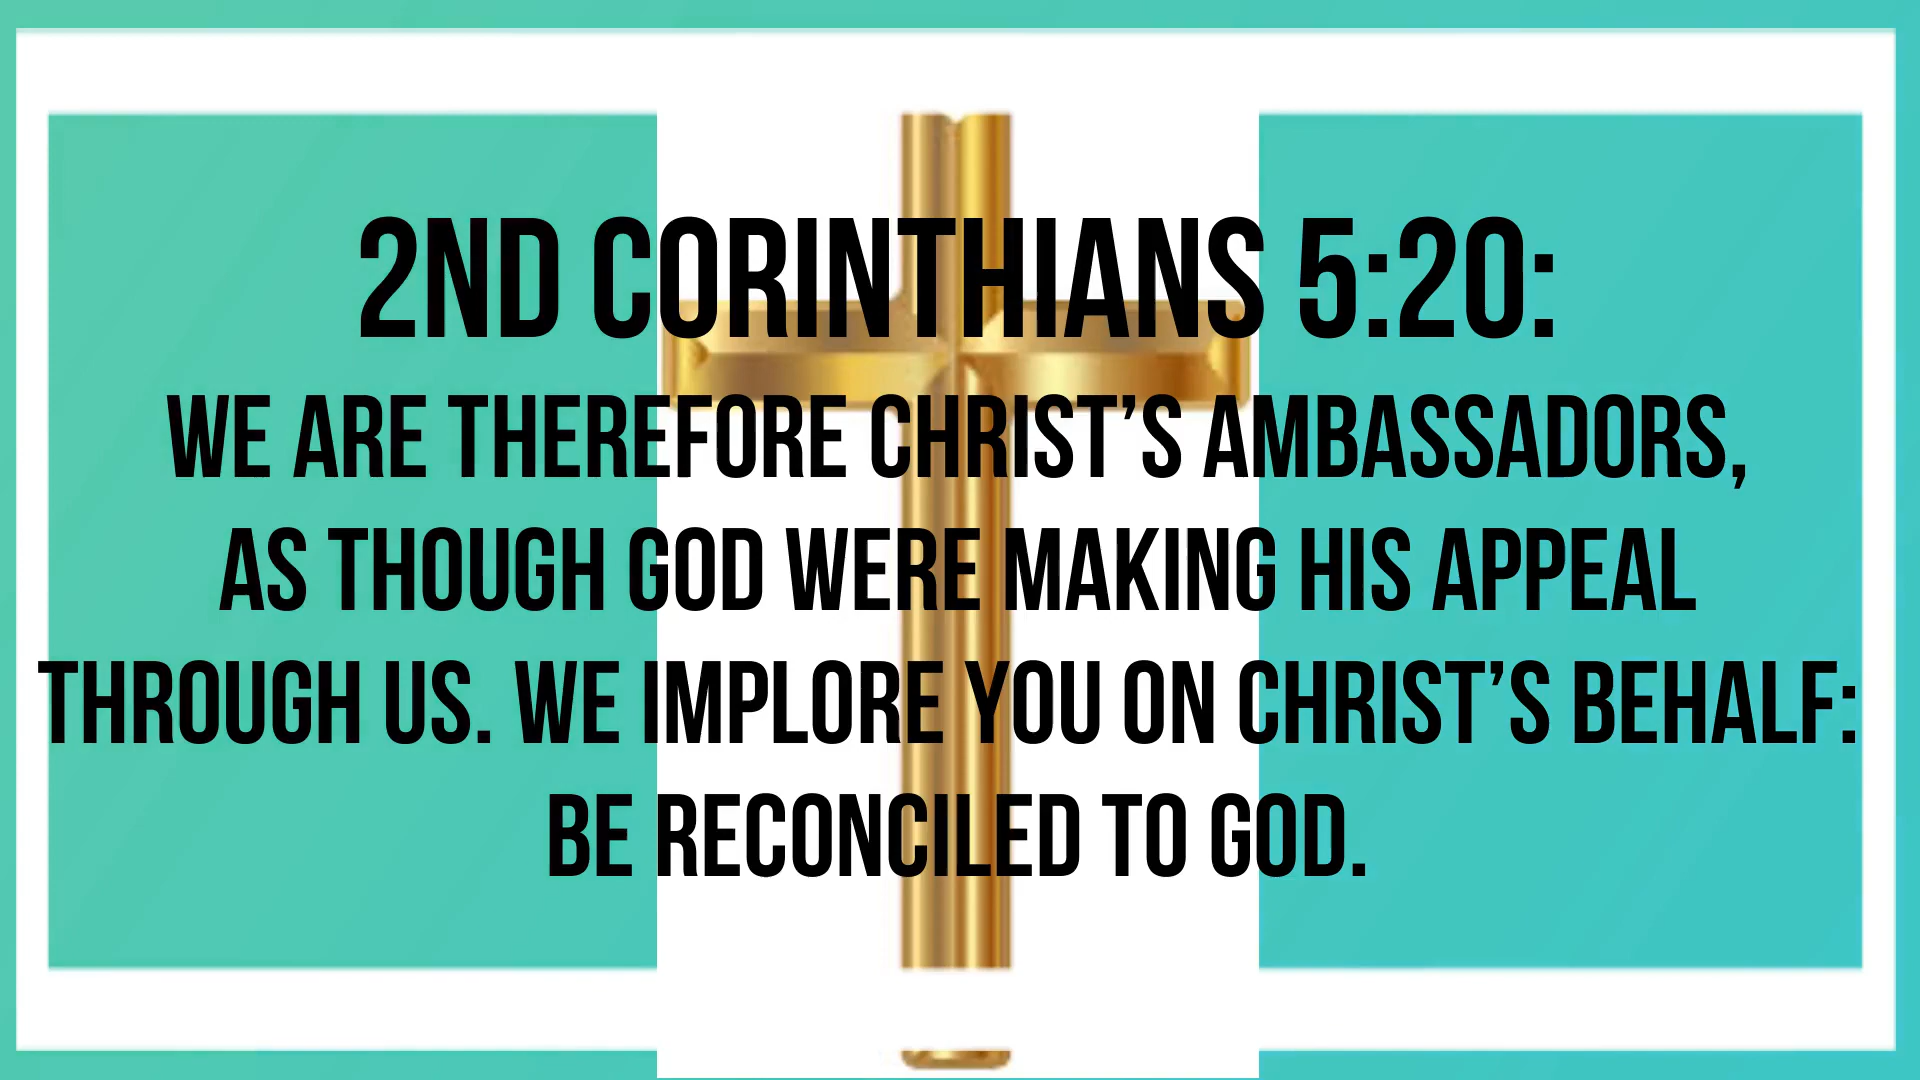 2ND CORINTHIANS 5:20:
WE ARE THEREFORE CHRIST’S AMBASSADORS,
AS THOUGH GOD WERE MAKING HIS APPEAL
THROUGH US. WE IMPLORE YOU ON CHRIST’S BEHALF:
BE RECONCILED TO GOD.